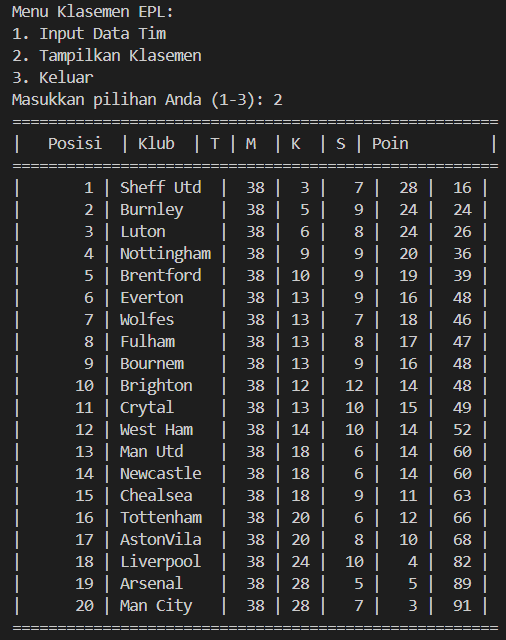 Menu Klasemen EPL:
1. Input Data Tim
2. Tampilkan Klasemen
3. Keluar
Masukkan pilihan Anda (1-3): 2
======================================================
|   Posisi  | Klub  | T | M  | K  | S | Poin         |
======================================================
|       1 | Sheff Utd  |  38 |  3 |   7 |  28 |  16 |
|       2 | Burnley    |  38 |  5 |   9 |  24 |  24 |
|       3 | Luton      |  38 |  6 |   8 |  24 |  26 |
|       4 | Nottingham |  38 |  9 |   9 |  20 |  36 |
|       5 | Brentford  |  38 | 10 |   9 |  19 |  39 |
|       6 | Everton    |  38 | 13 |   9 |  16 |  48 |
|       7 | Wolfes     |  38 | 13 |   7 |  18 |  46 |
|       8 | Fulham     |  38 | 13 |   8 |  17 |  47 |
|       9 | Bournem    |  38 | 13 |   9 |  16 |  48 |
|      10 | Brighton   |  38 | 12 |  12 |  14 |  48 |
|      11 | Crytal     |  38 | 13 |  10 |  15 |  49 |
|      12 | West Ham   |  38 | 14 |  10 |  14 |  52 |
|      13 | Man Utd    |  38 | 18 |   6 |  14 |  60 |
|      14 | Newcastle  |  38 | 18 |   6 |  14 |  60 |
|      15 | Chealsea   |  38 | 18 |   9 |  11 |  63 |
|      16 | Tottenham  |  38 | 20 |   6 |  12 |  66 |
|      17 | AstonVila  |  38 | 20 |   8 |  10 |  68 |
|      18 | Liverpool  |  38 | 24 |  10 |   4 |  82 |
|      19 | Arsenal    |  38 | 28 |   5 |   5 |  89 |
|      20 | Man City   |  38 | 28 |   7 |   3 |  91 |
======================================================